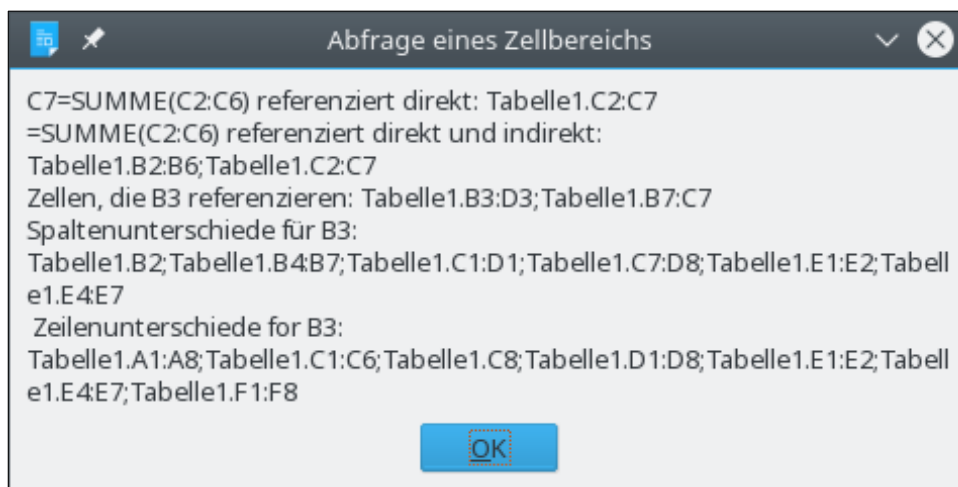 Abfrage eines Zellbereichs
C7=SUMME(C2:C6) referenziert direkt: Tabelle1.C2:C7
=SUMME(C2:C6) referenziert direkt und indirekt:
Tabelle1.B2:B6;Tabelle1.C2:C7
Zellen, die B3 referenzieren: Tabelle1.B3:D3;Tabelle1.B7:C7
Spaltenunterschiede für B3:
Tabelle1.B2;Tabelle1.B4:B7;Tabelle1.C1:D1;Tabelle1.C7:D8;Tabelle1.E1:E2;Tabell
e1.E4:E7
Zeilenunterschiede for B3:
Tabelle1.A1:A8;Tabelle1.C1:C6;Tabelle1.C8;Tabelle1.D1:D8;Tabelle1.E1:E2;Tabell
e1.E4:E7;Tabelle1.F1:F8
OK